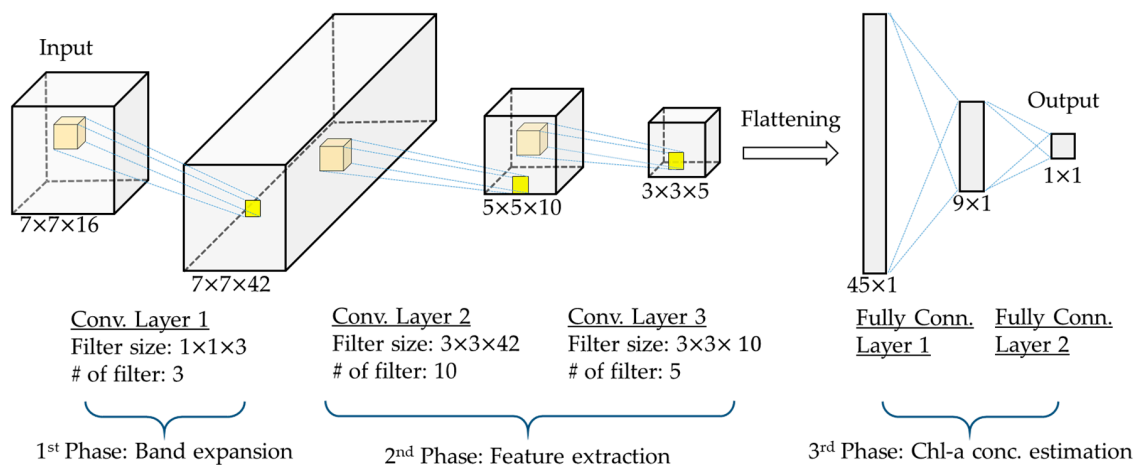 Input
7×7×16
7×7×42
5×5×10
3×3×5
Flattening
45×1
9×1
Output
1×1
Conv. Layer 1
Filter size: 1×1×3
# of filter: 3
Conv. Layer 2
Filter size: 3×3×42
# of filter: 10
Conv. Layer 3
Filter size: 3×3× 10
# of filter: 5
Fully Conn.
Layer 1
Fully Conn.
Layer 2
1st Phase: Band expansion
2nd Phase: Feature extraction
3rd Phase: Chl-a conc. estimation